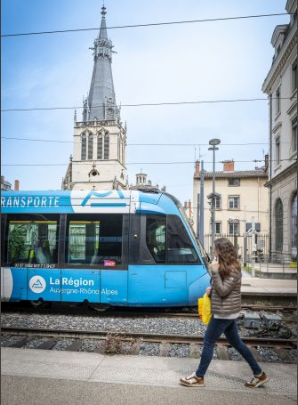 TRANSPORTE
La Région
Auvergne-Rhône-Alpes